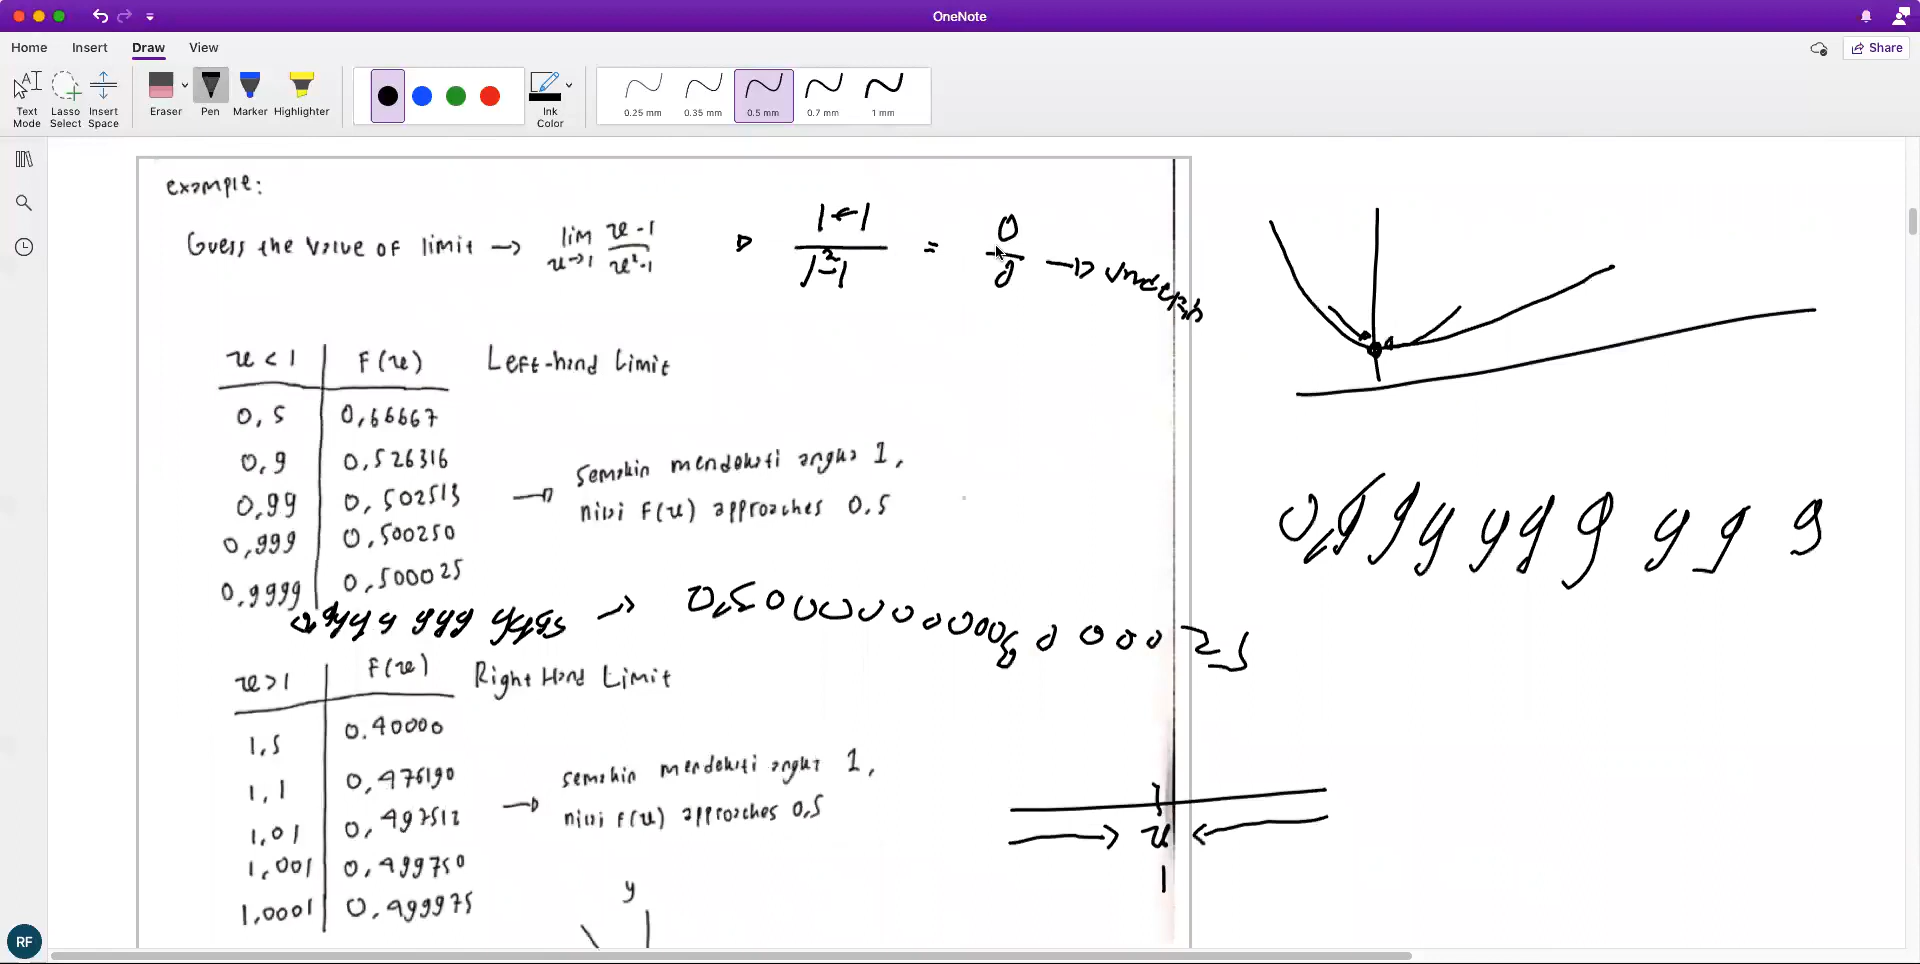 OneNote
Home Insert Draw View
Share
Text Mode
Lasso Select
Insert Space
Eraser
Pen
Marker
Highlighter
Ink Color
0.25 mm
0.35 mm
0.5 mm
0.7 mm
1 mm
example:
Guess the value of limit → lim x→1 x-1/x²-1 ▷ 1-1/1²-1 = 0/0 →
x < 1 F(x) Left-hand Limit
0,5 0,66667
0,9 0,526316
0,99 0,502513
0,999 0,500250
0,9999 0,500025
→ semakin mendekati angka 1,
nilai F(x) approaches 0,5
x > 1 F(x) Right Hand Limit
1,5 0.40000
1,1 0,476190
1,01 0,497512
1,001 0,499750
1,0001 0,499975
→ semakin mendekati angka 1,
nilai F(x) approaches 0,5
y
x
1
RF